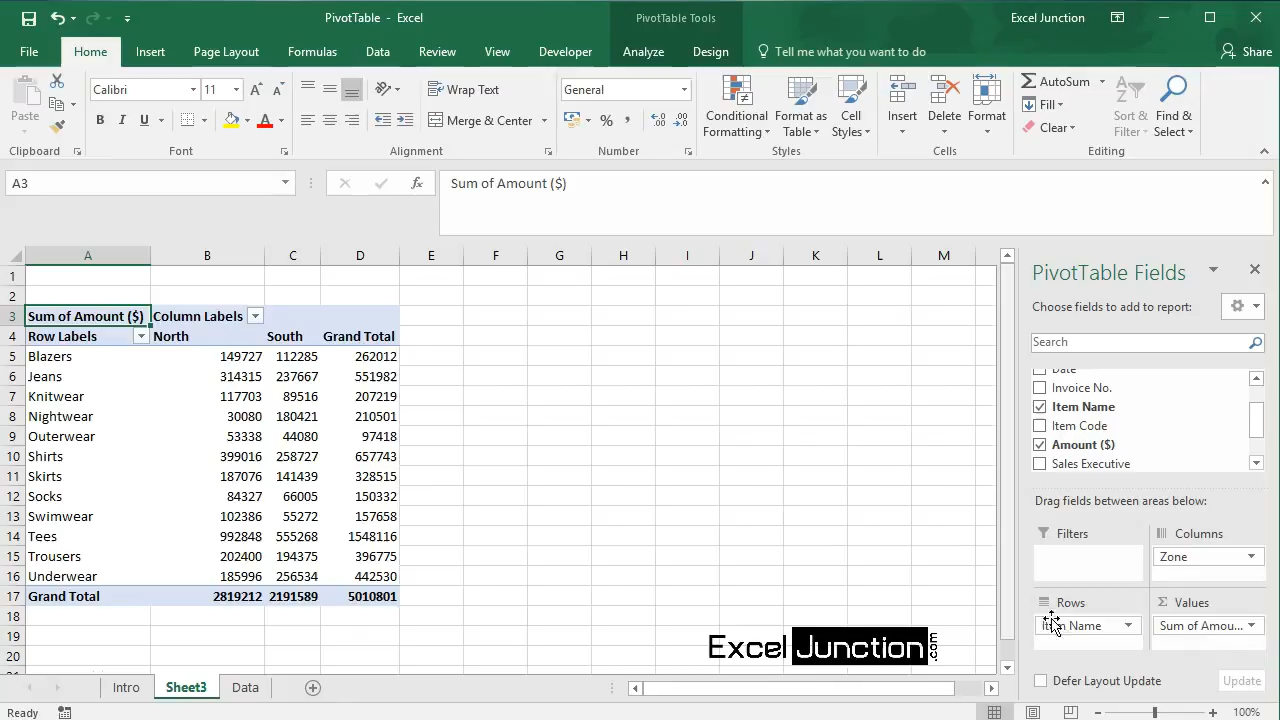 PivotTable - Excel
PivotTable Tools
Excel Junction
File Home Insert Page Layout Formulas Data Review View Developer Analyze Design Tell me what you want to do Share
Paste
Calibri 11
B I U A
Wrap Text
Merge & Center
General
% ,
Conditional Formatting
Format as Table
Cell Styles
Insert Delete Format
AutoSum
Fill
Clear
Sort & Filter
Find & Select
Clipboard Font Alignment Number Styles Cells Editing
A3 fx Sum of Amount ($)
A B C D E F G H I J K L M
1
2
3 Sum of Amount ($) Column Labels
4 Row Labels North South Grand Total
5 Blazers 149727 112285 262012
6 Jeans 314315 237667 551982
7 Knitwear 117703 89516 207219
8 Nightwear 30080 180421 210501
9 Outerwear 53338 44080 97418
10 Shirts 399016 258727 657743
11 Skirts 187076 141439 328515
12 Socks 84327 66005 150332
13 Swimwear 102386 55272 157658
14 Tees 992848 555268 1548116
15 Trousers 202400 194375 396775
16 Underwear 185996 256534 442530
17 Grand Total 2819212 2191589 5010801
18
19
20
PivotTable Fields
Choose fields to add to report:
Search
Date
Invoice No.
Item Name
Item Code
Amount ($)
Sales Executive
Drag fields between areas below:
Filters Columns
Zone
Rows Values
Item Name Sum of Amou...
Defer Layout Update Update
Excel Junction.com
Intro Sheet3 Data
Ready 100%